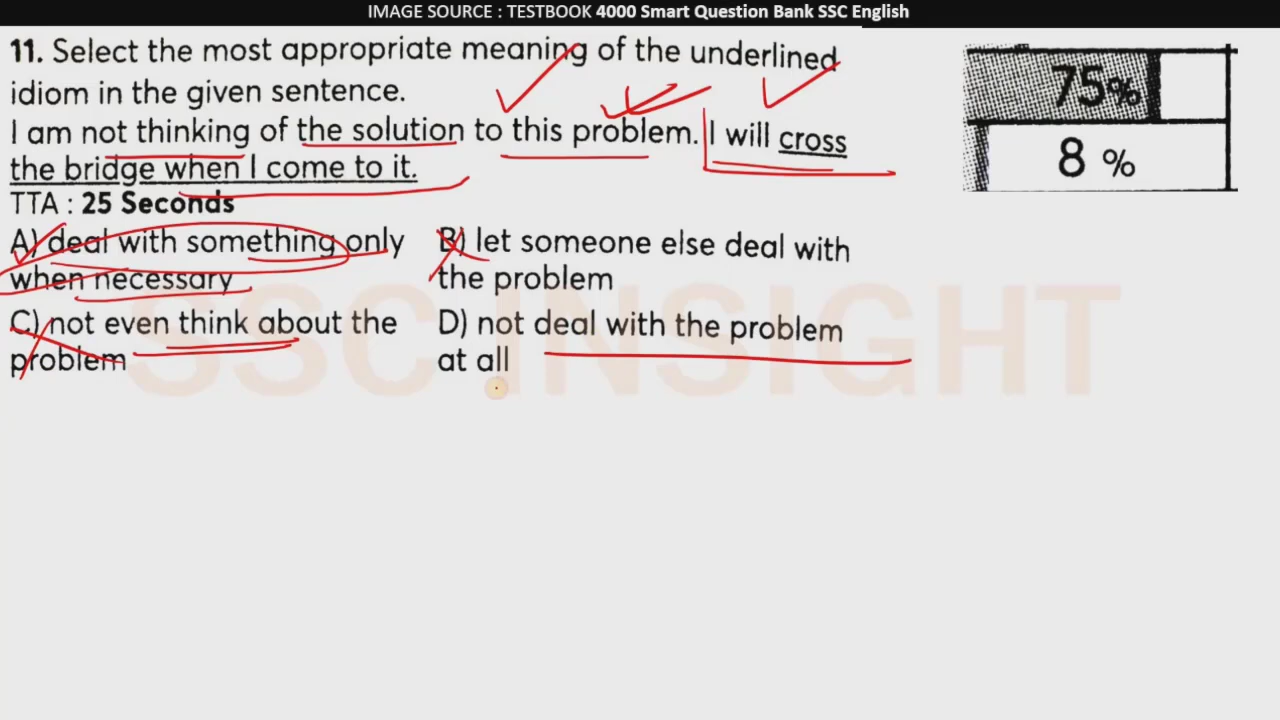 IMAGE SOURCE : TESTBOOK 4000 Smart Question Bank SSC English
11. Select the most appropriate meaning of the underlined
idiom in the given sentence.
I am not thinking of the solution to this problem. I will cross
the bridge when I come to it.
TTA : 25 Seconds
A) deal with something only
when necessary
B) let someone else deal with
the problem
C) not even think about the
problem
D) not deal with the problem
at all
75%
8 %
SSC INSIGHT